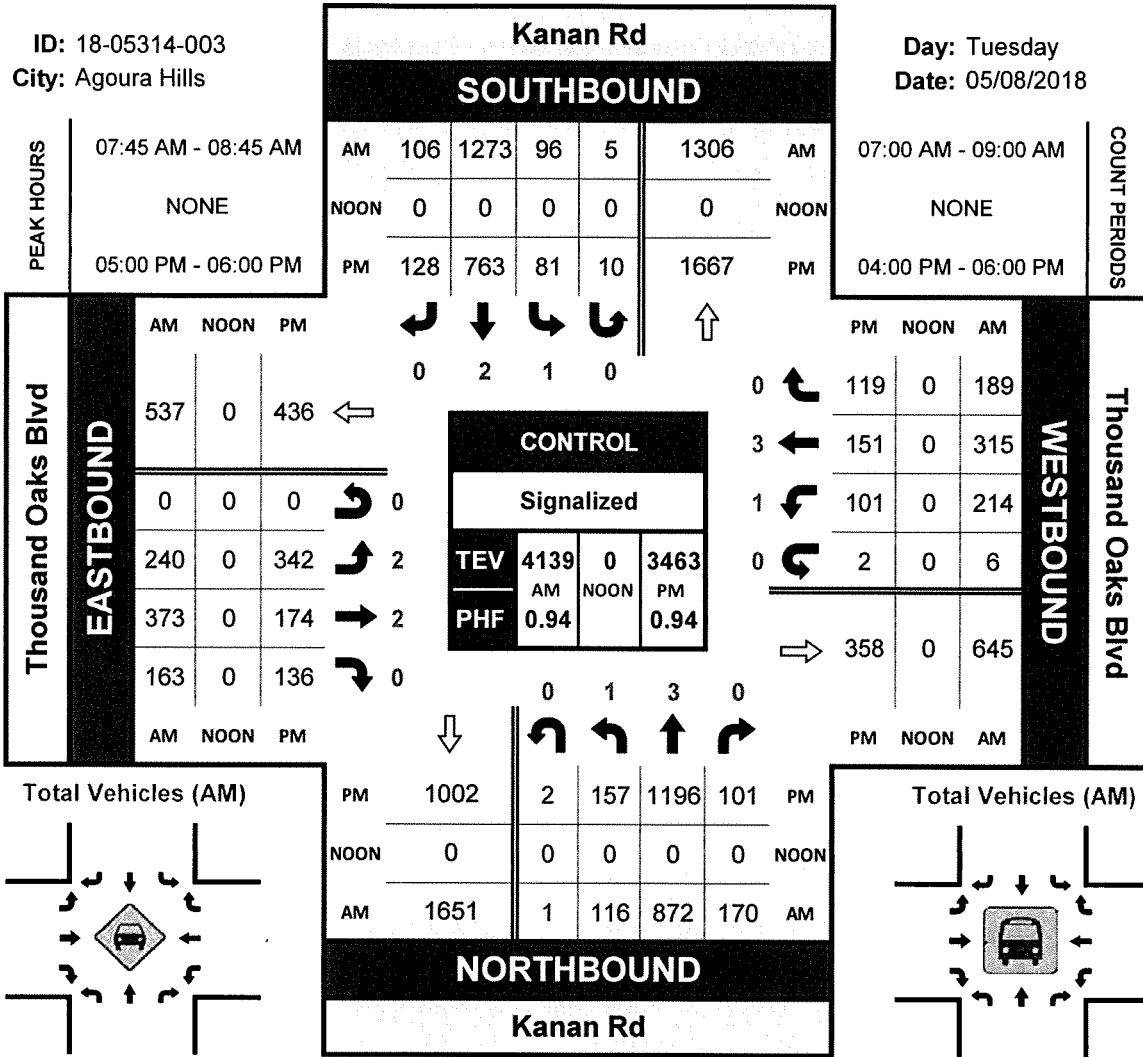 ID: 18-05314-003
City: Agoura Hills
Kanan Rd
SOUTHBOUND
Day: Tuesday
Date: 05/08/2018
PEAK HOURS
07:45 AM - 08:45 AM
NONE
05:00 PM - 06:00 PM
AM 106 1273 96 5 1306 AM
NOON 0 0 0 0 0 NOON
PM 128 763 81 10 1667 PM
0 2 1 0
07:00 AM - 09:00 AM
NONE
04:00 PM - 06:00 PM
COUNT PERIODS
Thousand Oaks Blvd
EASTBOUND
AM NOON PM
537 0 436
0 0 0 0
240 0 342 2
373 0 174 2
163 0 136 0
AM NOON PM
CONTROL
Signalized
TEV 4139 0 3463
AM NOON PM
PHF 0.94 0.94
PM NOON AM
0 119 0 189
3 151 0 315
1 101 0 214
0 2 0 6
358 0 645
PM NOON AM
WESTBOUND
Thousand Oaks Blvd
0 1 3 0
PM 1002 2 157 1196 101 PM
NOON 0 0 0 0 0 NOON
AM 1651 1 116 872 170 AM
NORTHBOUND
Kanan Rd
Total Vehicles (AM)
Total Vehicles (AM)